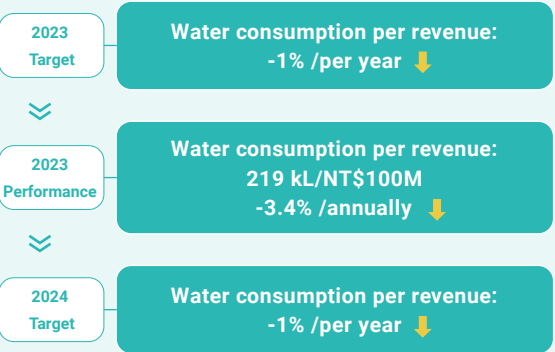 2023
Target
Water consumption per revenue:
-1% /per year
2023
Performance
Water consumption per revenue:
219 kL/NT$100M
-3.4% /annually
2024
Target
Water consumption per revenue:
-1% /per year